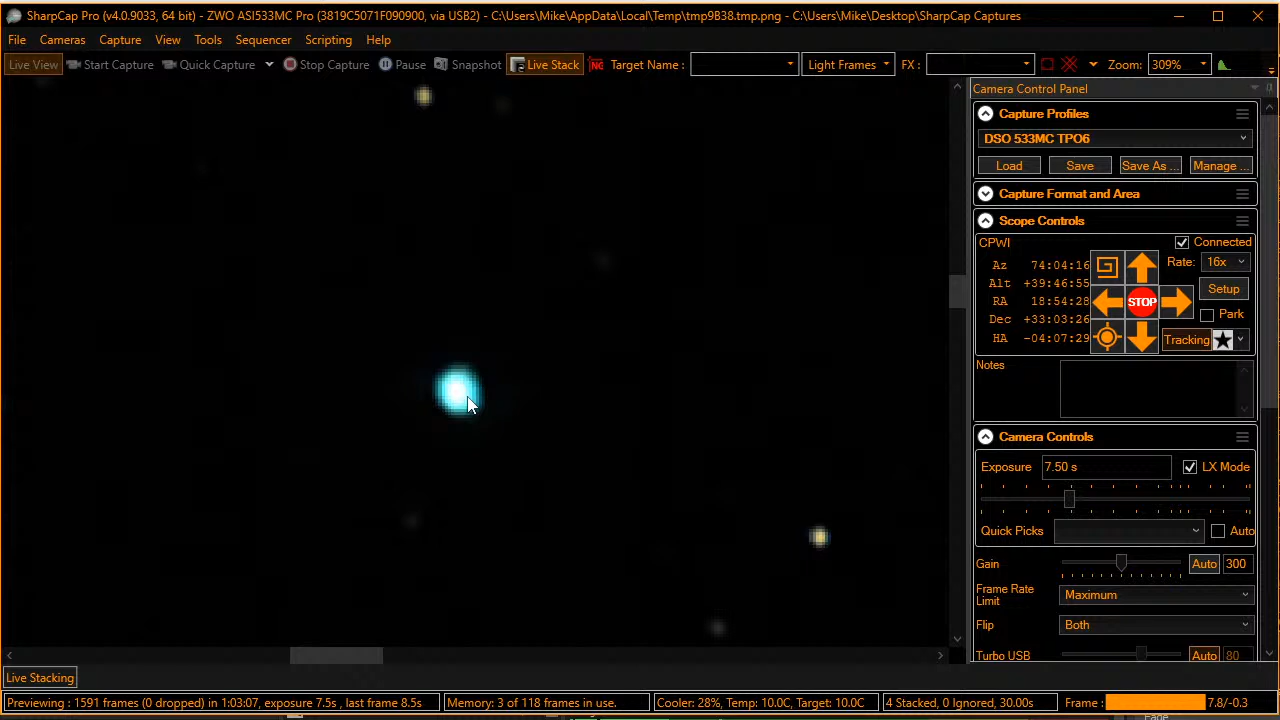 SharpCap Pro (v4.0.9033, 64 bit) - ZWO ASI533MC Pro (3819C5071F090900, via USB2) - C:\Users\Mike\AppData\Local\Temp\tmp9B38.tmp.png - C:\Users\Mike\Desktop\SharpCap Captures
File Cameras Capture View Tools Sequencer Scripting Help
Live View Start Capture Quick Capture Stop Capture Pause Snapshot Live Stack NC Target Name : Light Frames FX : Zoom: 309%
Camera Control Panel
Capture Profiles
DSO 533MC TPO6
Load Save Save As ... Manage ...
Capture Format and Area
Scope Controls
CPWI Connected
Az 74:04:16 Rate: 16x
Alt +39:46:55
RA 18:54:28 STOP Setup
Dec +33:03:26 Park
HA -04:07:29 Tracking
Notes
Camera Controls
Exposure 7.50 s LX Mode
Quick Picks Auto
Gain Auto 300
Frame Rate
Limit Maximum
Flip Both
Turbo USB Auto 80
Live Stacking
Previewing : 1591 frames (0 dropped) in 1:03:07, exposure 7.5s , last frame 8.5s Memory: 3 of 118 frames in use. Cooler: 28%, Temp: 10.0C, Target: 10.0C 4 Stacked, 0 Ignored, 30.00s Frame : 7.8/-0.3